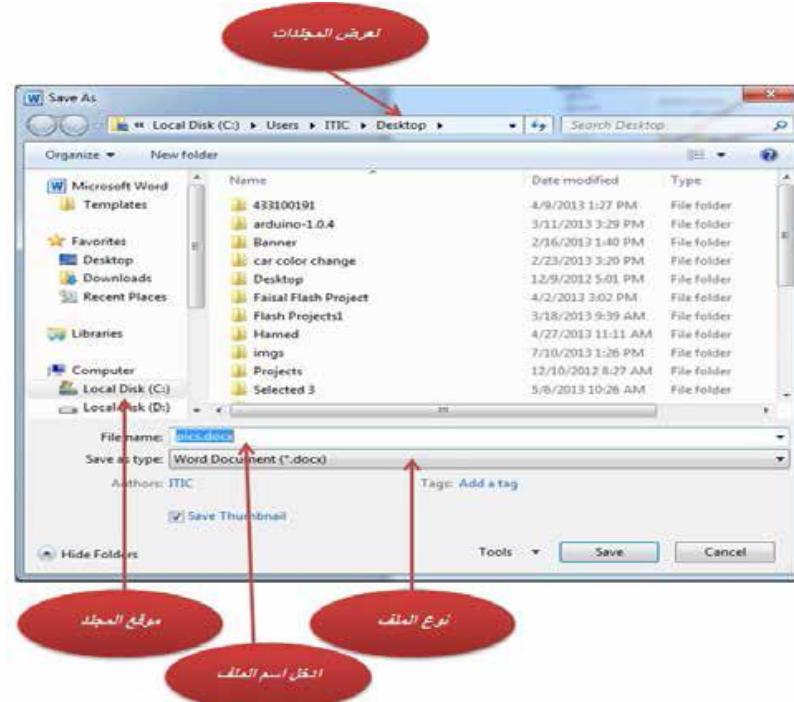 لعرض المجلدات
Save As
« Local Disk (C:) ▸ Users ▸ ITIC ▸ Desktop ▸
Search Desktop
Organize ▾ New folder
Microsoft Word
Templates
Favorites
Desktop
Downloads
Recent Places
Libraries
Computer
Local Disk (C:)
Local Disk (D:)
Name Date modified Type
433100191 4/9/2013 1:27 PM File folder
arduino-1.0.4 3/11/2013 3:29 PM File folder
Banner 2/16/2013 1:40 PM File folder
car color change 2/23/2013 3:20 PM File folder
Desktop 12/9/2012 5:01 PM File folder
Faisal Flash Project 4/2/2013 3:02 PM File folder
Flash Projects1 3/18/2013 9:39 AM File folder
Hamed 4/27/2013 11:11 AM File folder
imgs 7/10/2013 1:26 PM File folder
Projects 12/10/2012 8:27 AM File folder
Selected 3 5/6/2013 10:26 AM File folder
File name: pics.docx
Save as type: Word Document (*.docx)
Authors: ITIC
Tags: Add a tag
Save Thumbnail
Hide Folders
Tools ▾ Save Cancel
موقع المجلد
نوع الملف
ادخل اسم الملف